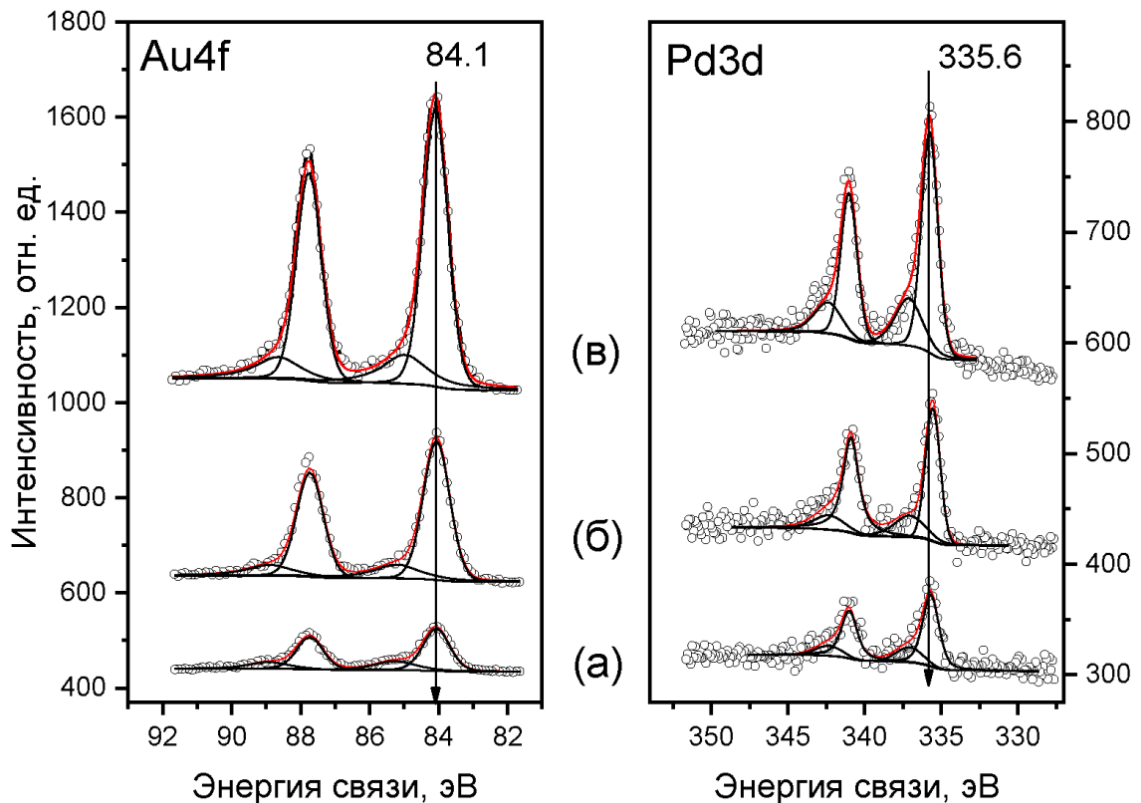 Au4f
84.1
Pd3d
335.6
Интенсивность, отн. ед.
1800
1600
1400
1200
1000
800
600
400
800
700
600
500
400
300
(в)
(б)
(а)
92 90 88 86 84 82
350 345 340 335 330
Энергия связи, эВ
Энергия связи, эВ